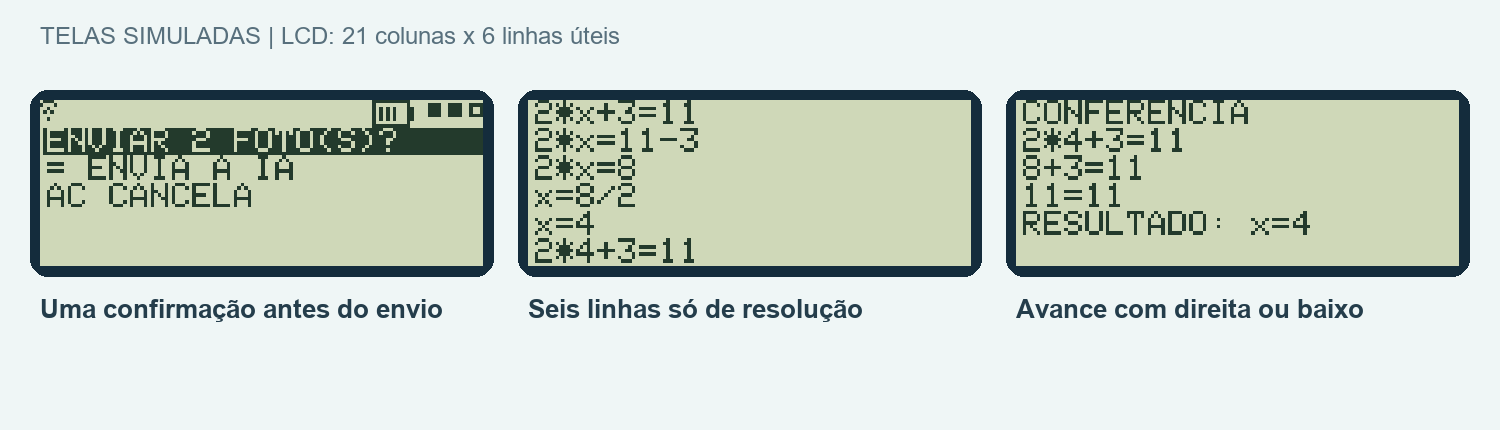 TELAS SIMULADAS | LCD: 21 colunas x 6 linhas úteis
ENVIAR 2 FOTO(S)?
= ENVIA A IA
AC CANCELA
Uma confirmação antes do envio
2*x+3=11
2*x=11-3
2*x=8
x=8/2
x=4
2*4+3=11
Seis linhas só de resolução
CONFERENCIA
2*4+3=11
8+3=11
11=11
RESULTADO: x=4
Avance com direita ou baixo